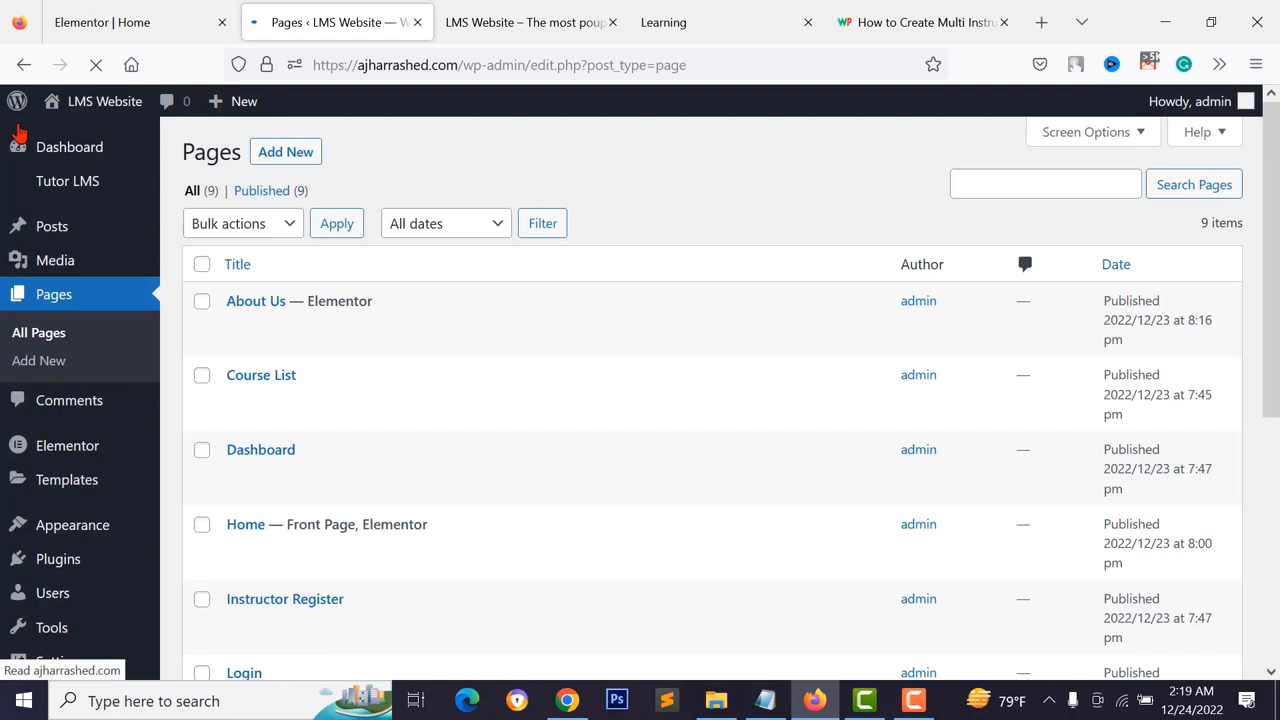 Elementor | Home
Pages ‹ LMS Website — W
LMS Website – The most poup
Learning
How to Create Multi Instru
https://ajharrashed.com/wp-admin/edit.php?post_type=page
>5K
LMS Website 0 New Howdy, admin
Dashboard
Tutor LMS
Posts
Media
Pages
All Pages
Add New
Comments
Elementor
Templates
Appearance
Plugins
Users
Tools
Read ajharrashed.com
Screen Options Help
Pages Add New
All (9) | Published (9)
Search Pages
Bulk actions Apply All dates Filter 9 items
Title Author Date
About Us — Elementor admin — Published
2022/12/23 at 8:16
pm
Course List admin — Published
2022/12/23 at 7:45
pm
Dashboard admin — Published
2022/12/23 at 7:47
pm
Home — Front Page, Elementor admin — Published
2022/12/23 at 8:00
pm
Instructor Register admin — Published
2022/12/23 at 7:47
pm
Login admin — Published
Type here to search
Ps
79°F
2:19 AM
12/24/2022